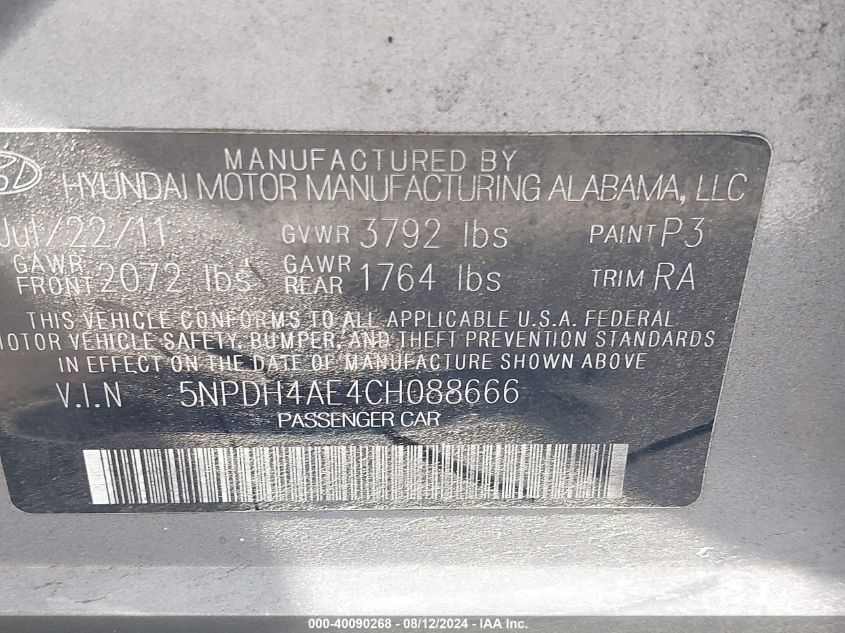 MANUFACTURED BY
HYUNDAI MOTOR MANUFACTURING ALABAMA, LLC
Jul/22/11 GVWR 3792 lbs PAINT P3
GAWR FRONT 2072 lbs GAWR REAR 1764 lbs TRIM RA
THIS VEHICLE CONFORMS TO ALL APPLICABLE U.S.A. FEDERAL
MOTOR VEHICLE SAFETY, BUMPER, AND THEFT PREVENTION STANDARDS
IN EFFECT ON THE DATE OF MANUFACTURE SHOWN ABOVE
V.I.N 5NPDH4AE4CH088666
PASSENGER CAR
000-40090268 - 08/12/2024 - IAA Inc.